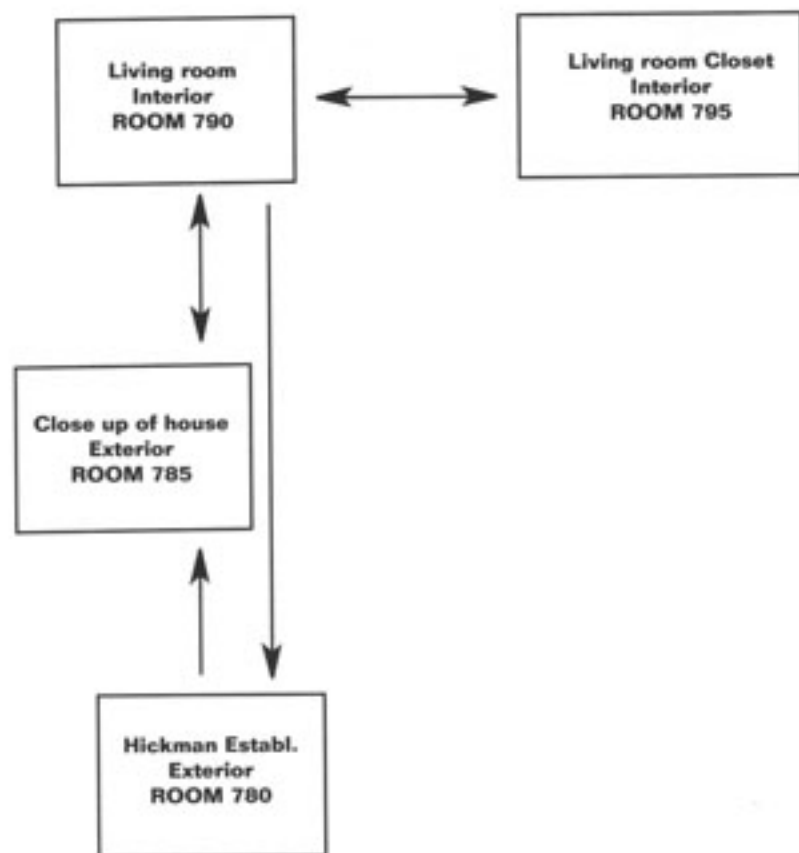 Living room
Interior
ROOM 790
Living room Closet
Interior
ROOM 795
Close up of house
Exterior
ROOM 785
Hickman Establ.
Exterior
ROOM 780